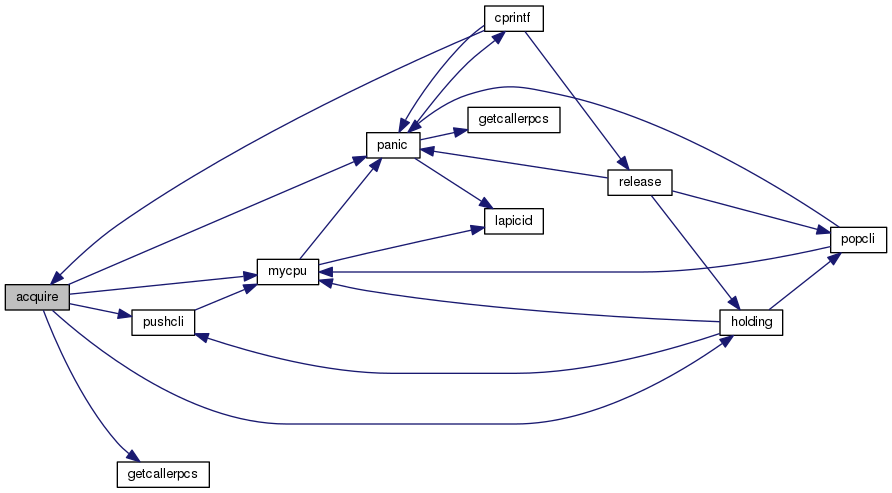 cprintf
getcallerpcs
panic
release
lapicid
popcli
mycpu
acquire
pushcli
holding
getcallerpcs